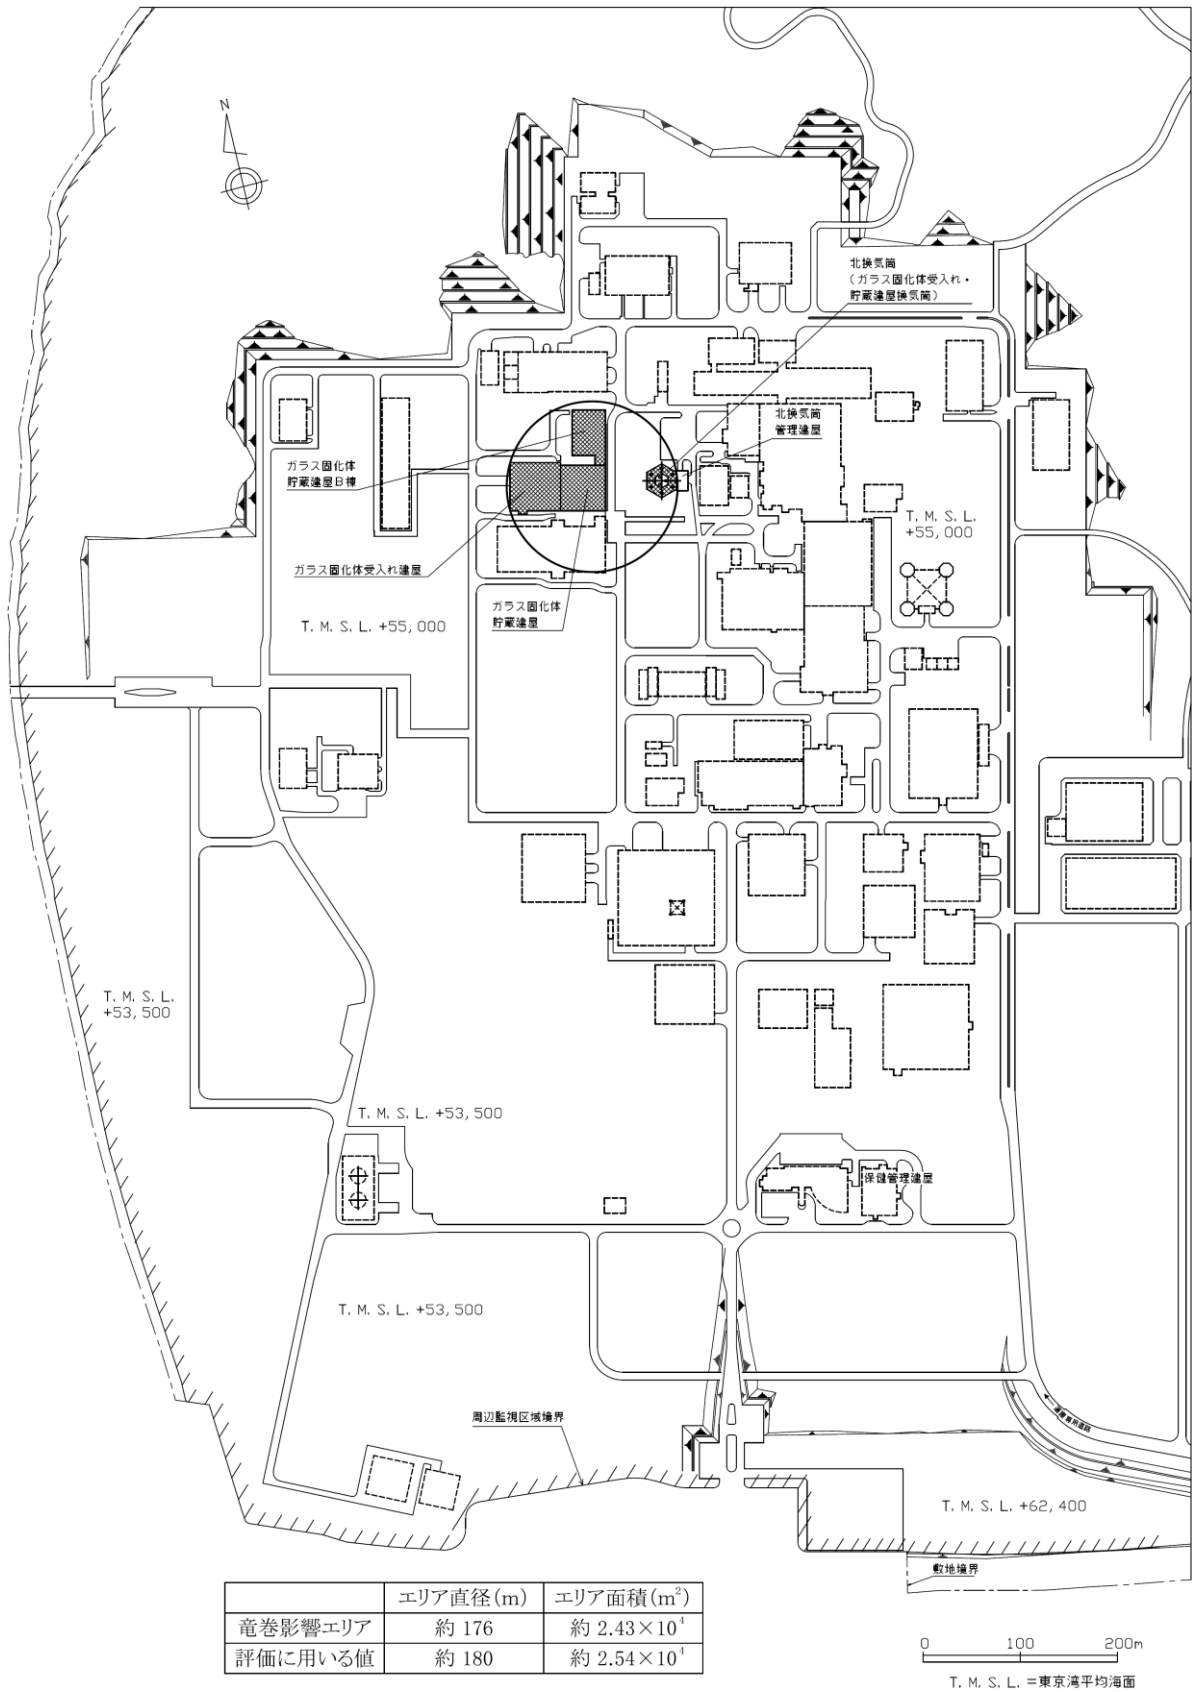 N
北換気筒
(ガラス固化体受入れ・
貯蔵建屋換気筒)
北換気筒
管理建屋
ガラス固化体
貯蔵建屋B棟
T. M. S. L.
+55,000
ガラス固化体受入れ建屋
ガラス固化体
貯蔵建屋
T. M. S. L. +55,000
T. M. S. L.
+53,500
T. M. S. L. +53,500
保健管理建屋
T. M. S. L. +53,500
周辺監視区域境界
T. M. S. L. +62,400
敷地境界
エリア直径(m) エリア面積(m²)
竜巻影響エリア 約 176 約 2.43×10⁴
評価に用いる値 約 180 約 2.54×10⁴
0 100 200m
T. M. S. L. =東京湾平均海面